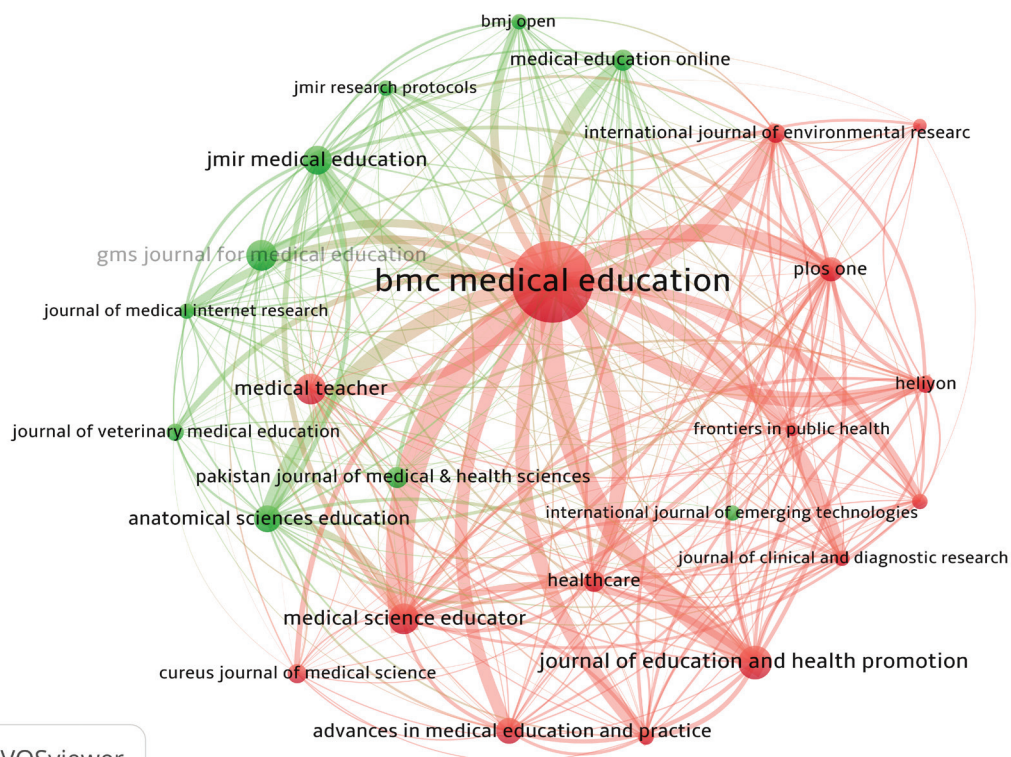 bmj open
medical education online
jmir research protocols
international journal of environmental researc
jmir medical education
gms journal for medical education
plos one
bmc medical education
journal of medical internet research
heliyon
medical teacher
frontiers in public health
journal of veterinary medical education
pakistan journal of medical & health sciences
international journal of emerging technologies
anatomical sciences education
journal of clinical and diagnostic research
healthcare
medical science educator
journal of education and health promotion
cureus journal of medical science
advances in medical education and practice
VOSviewer